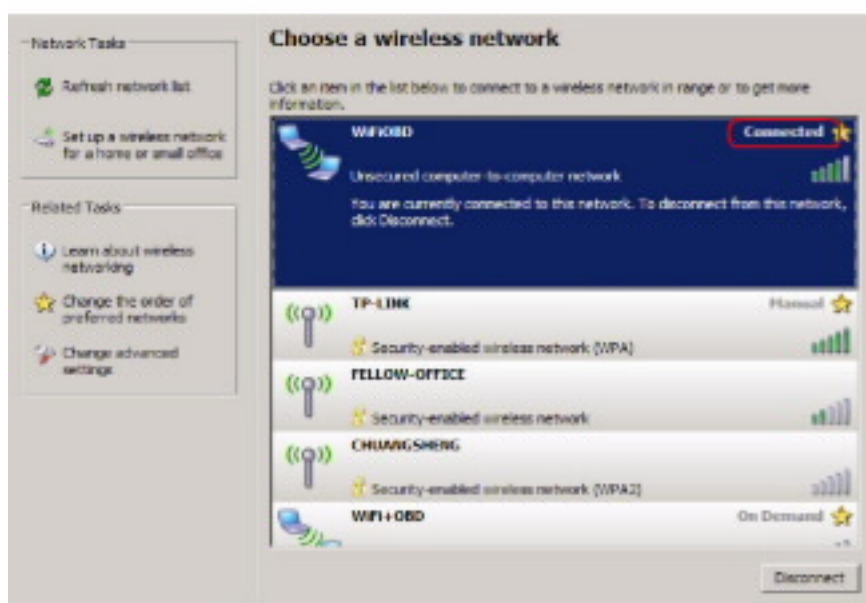 Network Tasks
Refresh network list
Set up a wireless network
for a home or small office
Related Tasks
Learn about wireless
networking
Change the order of
preferred networks
Change advanced
settings
Choose a wireless network
Click an item in the list below to connect to a wireless network in range or to get more
information.
WiFiOBD
Connected
Unsecured computer-to-computer network
You are currently connected to this network. To disconnect from this network,
click Disconnect.
TP-LINK
Manual
Security-enabled wireless network (WPA)
FELLOW-OFFICE
Security-enabled wireless network
CHUANGSHENG
Security-enabled wireless network (WPA2)
WiFi+OBD
On Demand
Disconnect